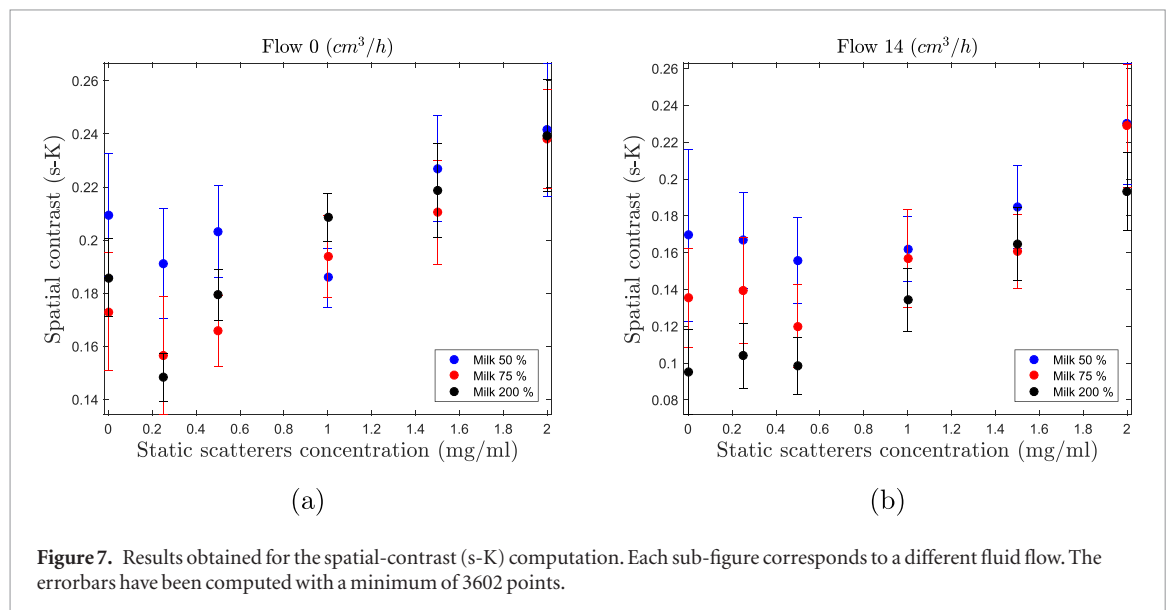 Flow 0 (cm³/h)
0.26
0.24
0.22
0.2
0.18
0.16
0.14
Spatial contrast (s-K)
Milk 50 %
Milk 75 %
Milk 200 %
0 0.2 0.4 0.6 0.8 1 1.2 1.4 1.6 1.8 2
Static scatterers concentration (mg/ml)
(a)
Flow 14 (cm³/h)
0.26
0.24
0.22
0.2
0.18
0.16
0.14
0.12
0.1
0.08
Spatial contrast (s-K)
Milk 50 %
Milk 75 %
Milk 200 %
0 0.2 0.4 0.6 0.8 1 1.2 1.4 1.6 1.8 2
Static scatterers concentration (mg/ml)
(b)
Figure 7. Results obtained for the spatial-contrast (s-K) computation. Each sub-figure corresponds to a different fluid flow. The
errorbars have been computed with a minimum of 3602 points.